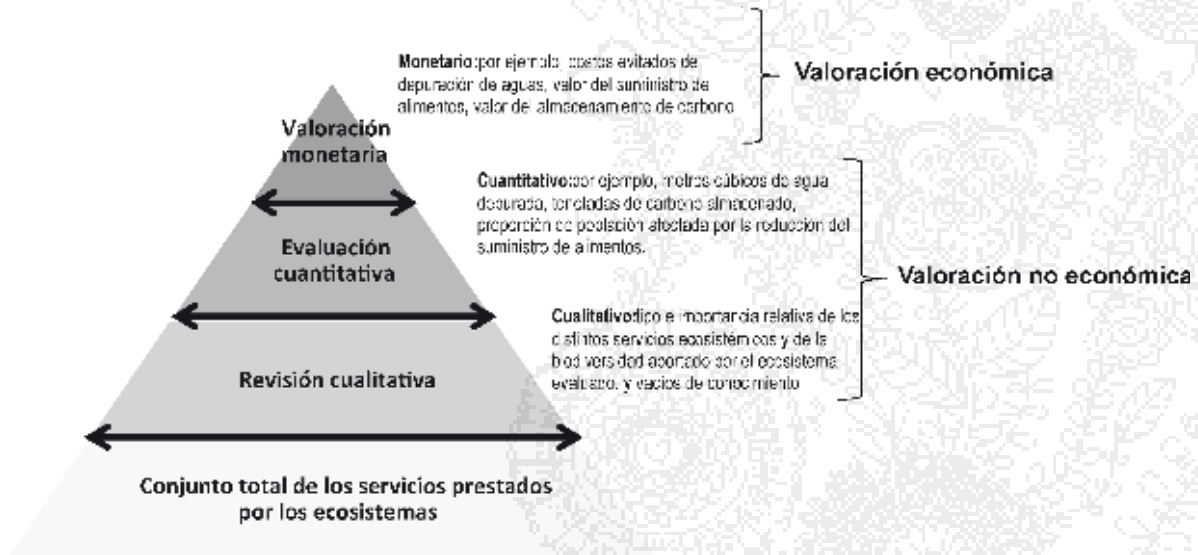 Monetario:por ejemplo, costos evitados de
depuración de aguas, valor del suministro de
alimentos, valor del almacenamiento de carbono
Valoración económica
Valoración
monetaria
Cuantitativo:por ejemplo, metros cúbicos de agua
depurada, toneladas de carbono almacenado,
proporción de población afectada por la reducción del
suministro de alimentos.
Evaluación
cuantitativa
Valoración no económica
Cualitativo:tipo e importancia relativa de los
distintos servicios ecosistémicos y de la
biodiversidad aportado por el ecosistema
evaluado, y vacíos de conocimiento
Revisión cualitativa
Conjunto total de los servicios prestados
por los ecosistemas